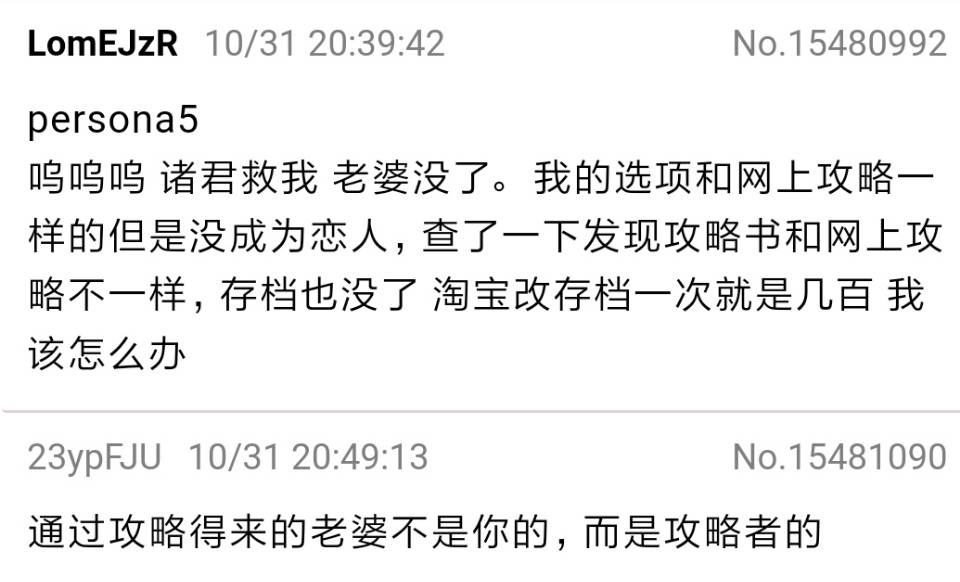 LomEJzR 10/31 20:39:42 No.15480992
persona5
呜呜呜 诸君救我 老婆没了。我的选项和网上攻略一
样的但是没成为恋人，查了一下发现攻略书和网上攻
略不一样，存档也没了 淘宝改存档一次就是几百 我
该怎么办
23ypFJU 10/31 20:49:13 No.15481090
通过攻略得来的老婆不是你的，而是攻略者的